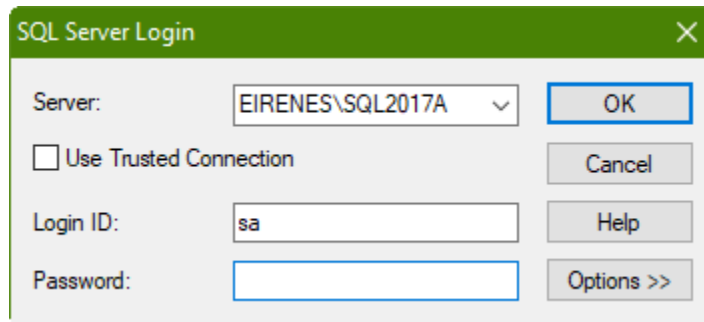 SQL Server Login
Server: EIRENES\SQL2017A OK
Use Trusted Connection Cancel
Login ID: sa Help
Password: Options >>